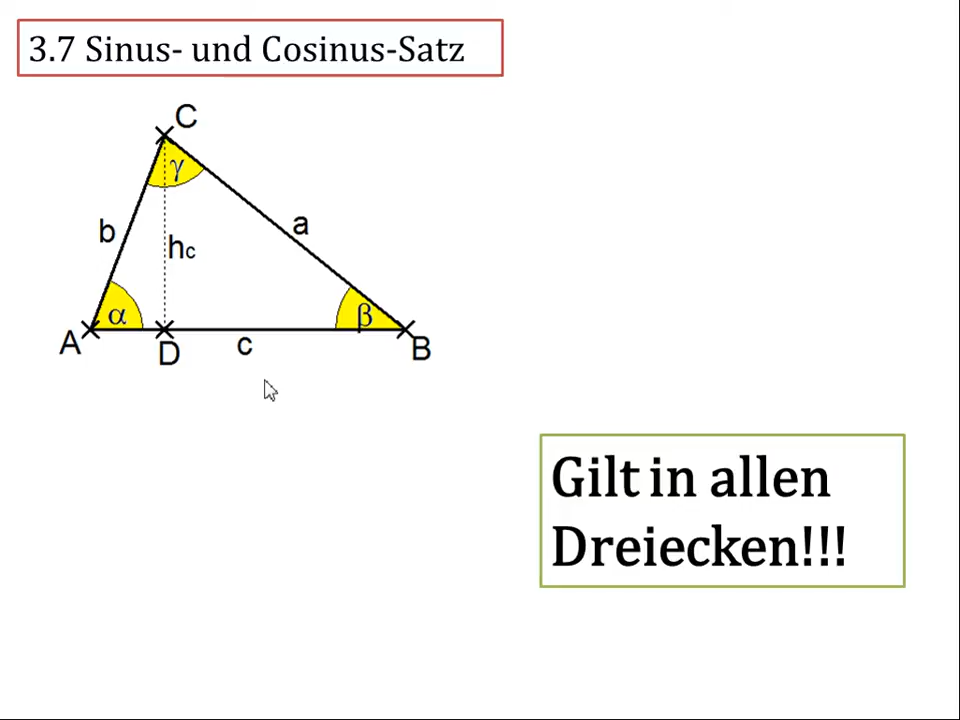 3.7 Sinus- und Cosinus-Satz
C
γ
b
a
hc
α
β
A
D
c
B
Gilt in allen
Dreiecken!!!